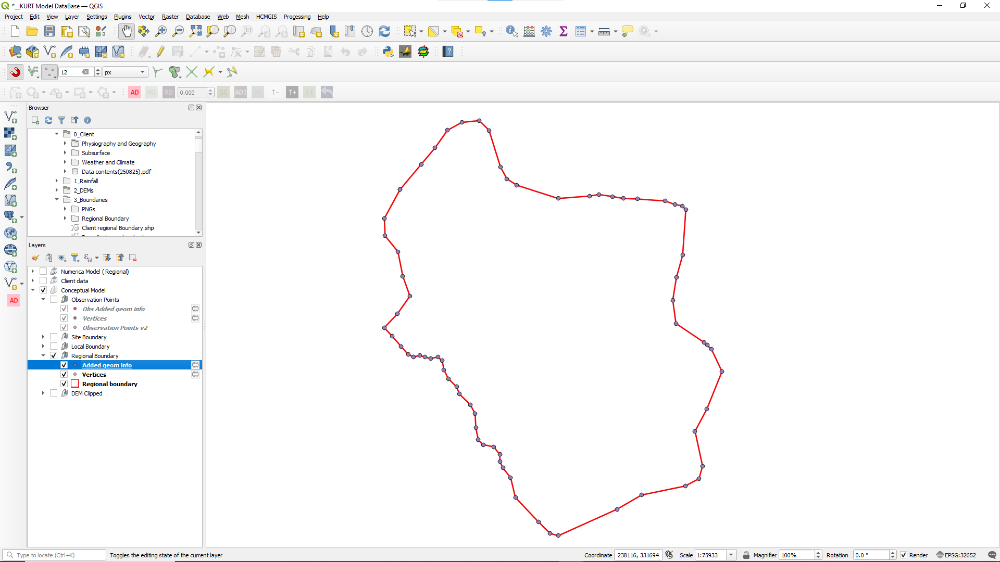 *__KURT Model DataBase — QGIS
Project Edit View Layer Settings Plugins Vector Raster Database Web Mesh HCMGIS Processing Help
12 px
AD MO RO 0.000 SC ADJ T- T+
Browser
0_Client
Physiography and Geography
Subsurface
Weather and Climate
Data contents(250825).pdf
1_Rainfall
2_DEMs
3_Boundaries
PNGs
Regional Boundary
Client regional Boundary.shp
Layers
Numerica Model ( Regional)
Client data
Conceptual Model
Observation Points
Obs Added geom info
Vertices
Observation Points v2
Site Boundary
Local Boundary
Regional Boundary
Added geom info
Vertices
Regional boundary
DEM Clipped
AD
Type to locate (Ctrl+K) Toggles the editing state of the current layer Coordinate 238116, 331694 Scale 1:75933 Magnifier 100% Rotation 0.0 ° Render EPSG:32652